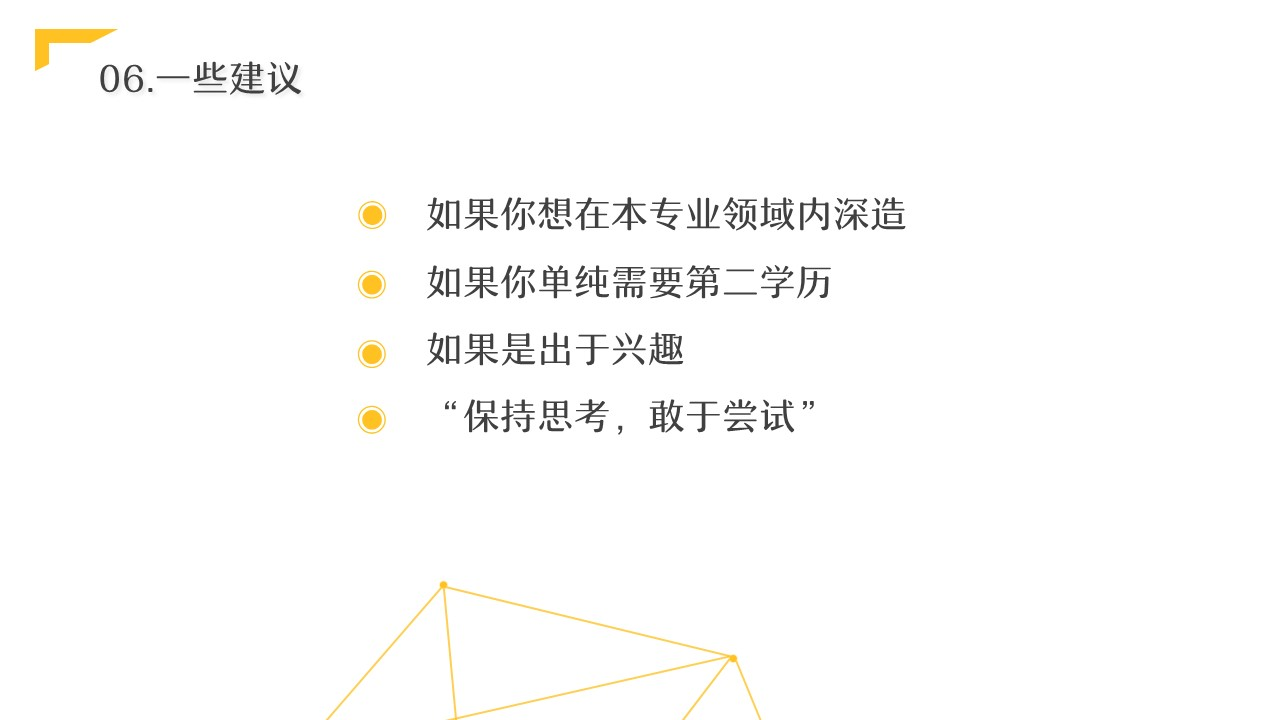 06.一些建议
如果你想在本专业领域内深造
如果你单纯需要第二学历
如果是出于兴趣
“保持思考，敢于尝试”